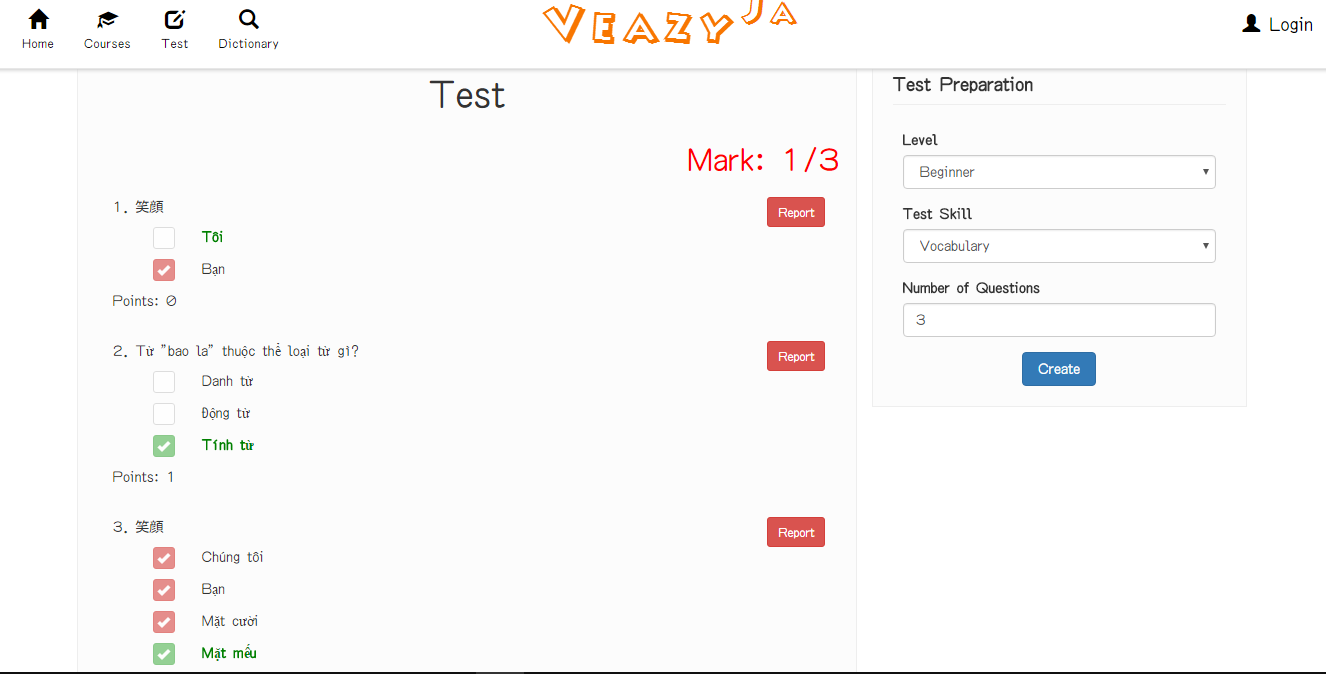 Home Courses Test Dictionary
VEAZY JA
Login
Test
Mark: 1/3
1. 笑顔
Report
Tôi
Bạn
Points: 0
2. Từ "bao la" thuộc thể loại từ gì?
Report
Danh từ
Động từ
Tính từ
Points: 1
3. 笑顔
Report
Chúng tôi
Bạn
Mặt cười
Mặt mếu
Test Preparation
Level
Beginner
Test Skill
Vocabulary
Number of Questions
3
Create